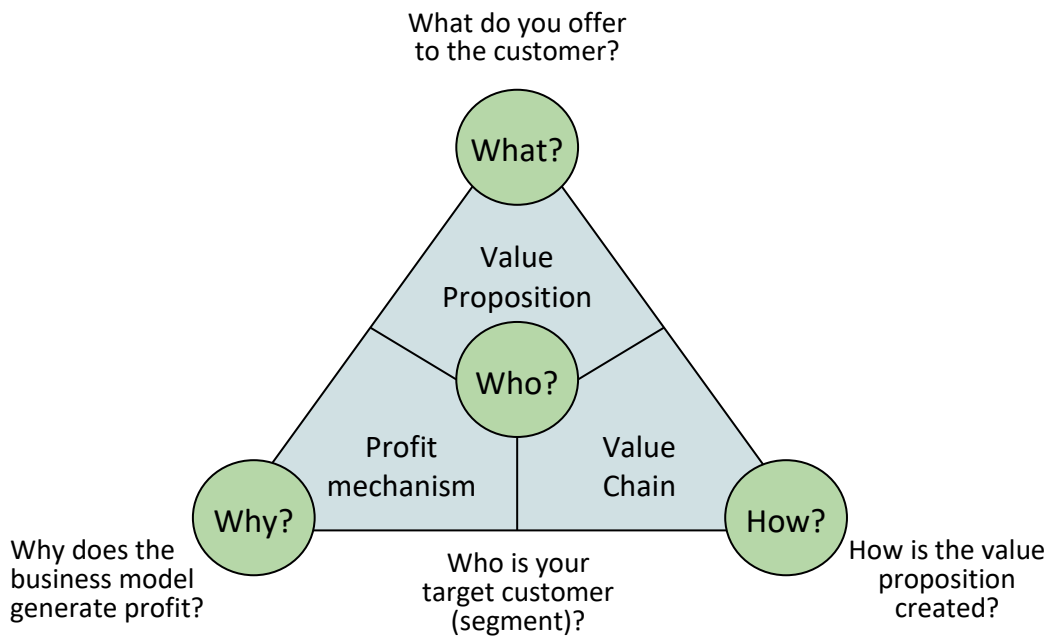 What do you offer
to the customer?
What?
Value
Proposition
Who?
Profit
mechanism
Value
Chain
Why?
How?
Why does the
business model
generate profit?
Who is your
target customer
(segment)?
How is the value
proposition
created?